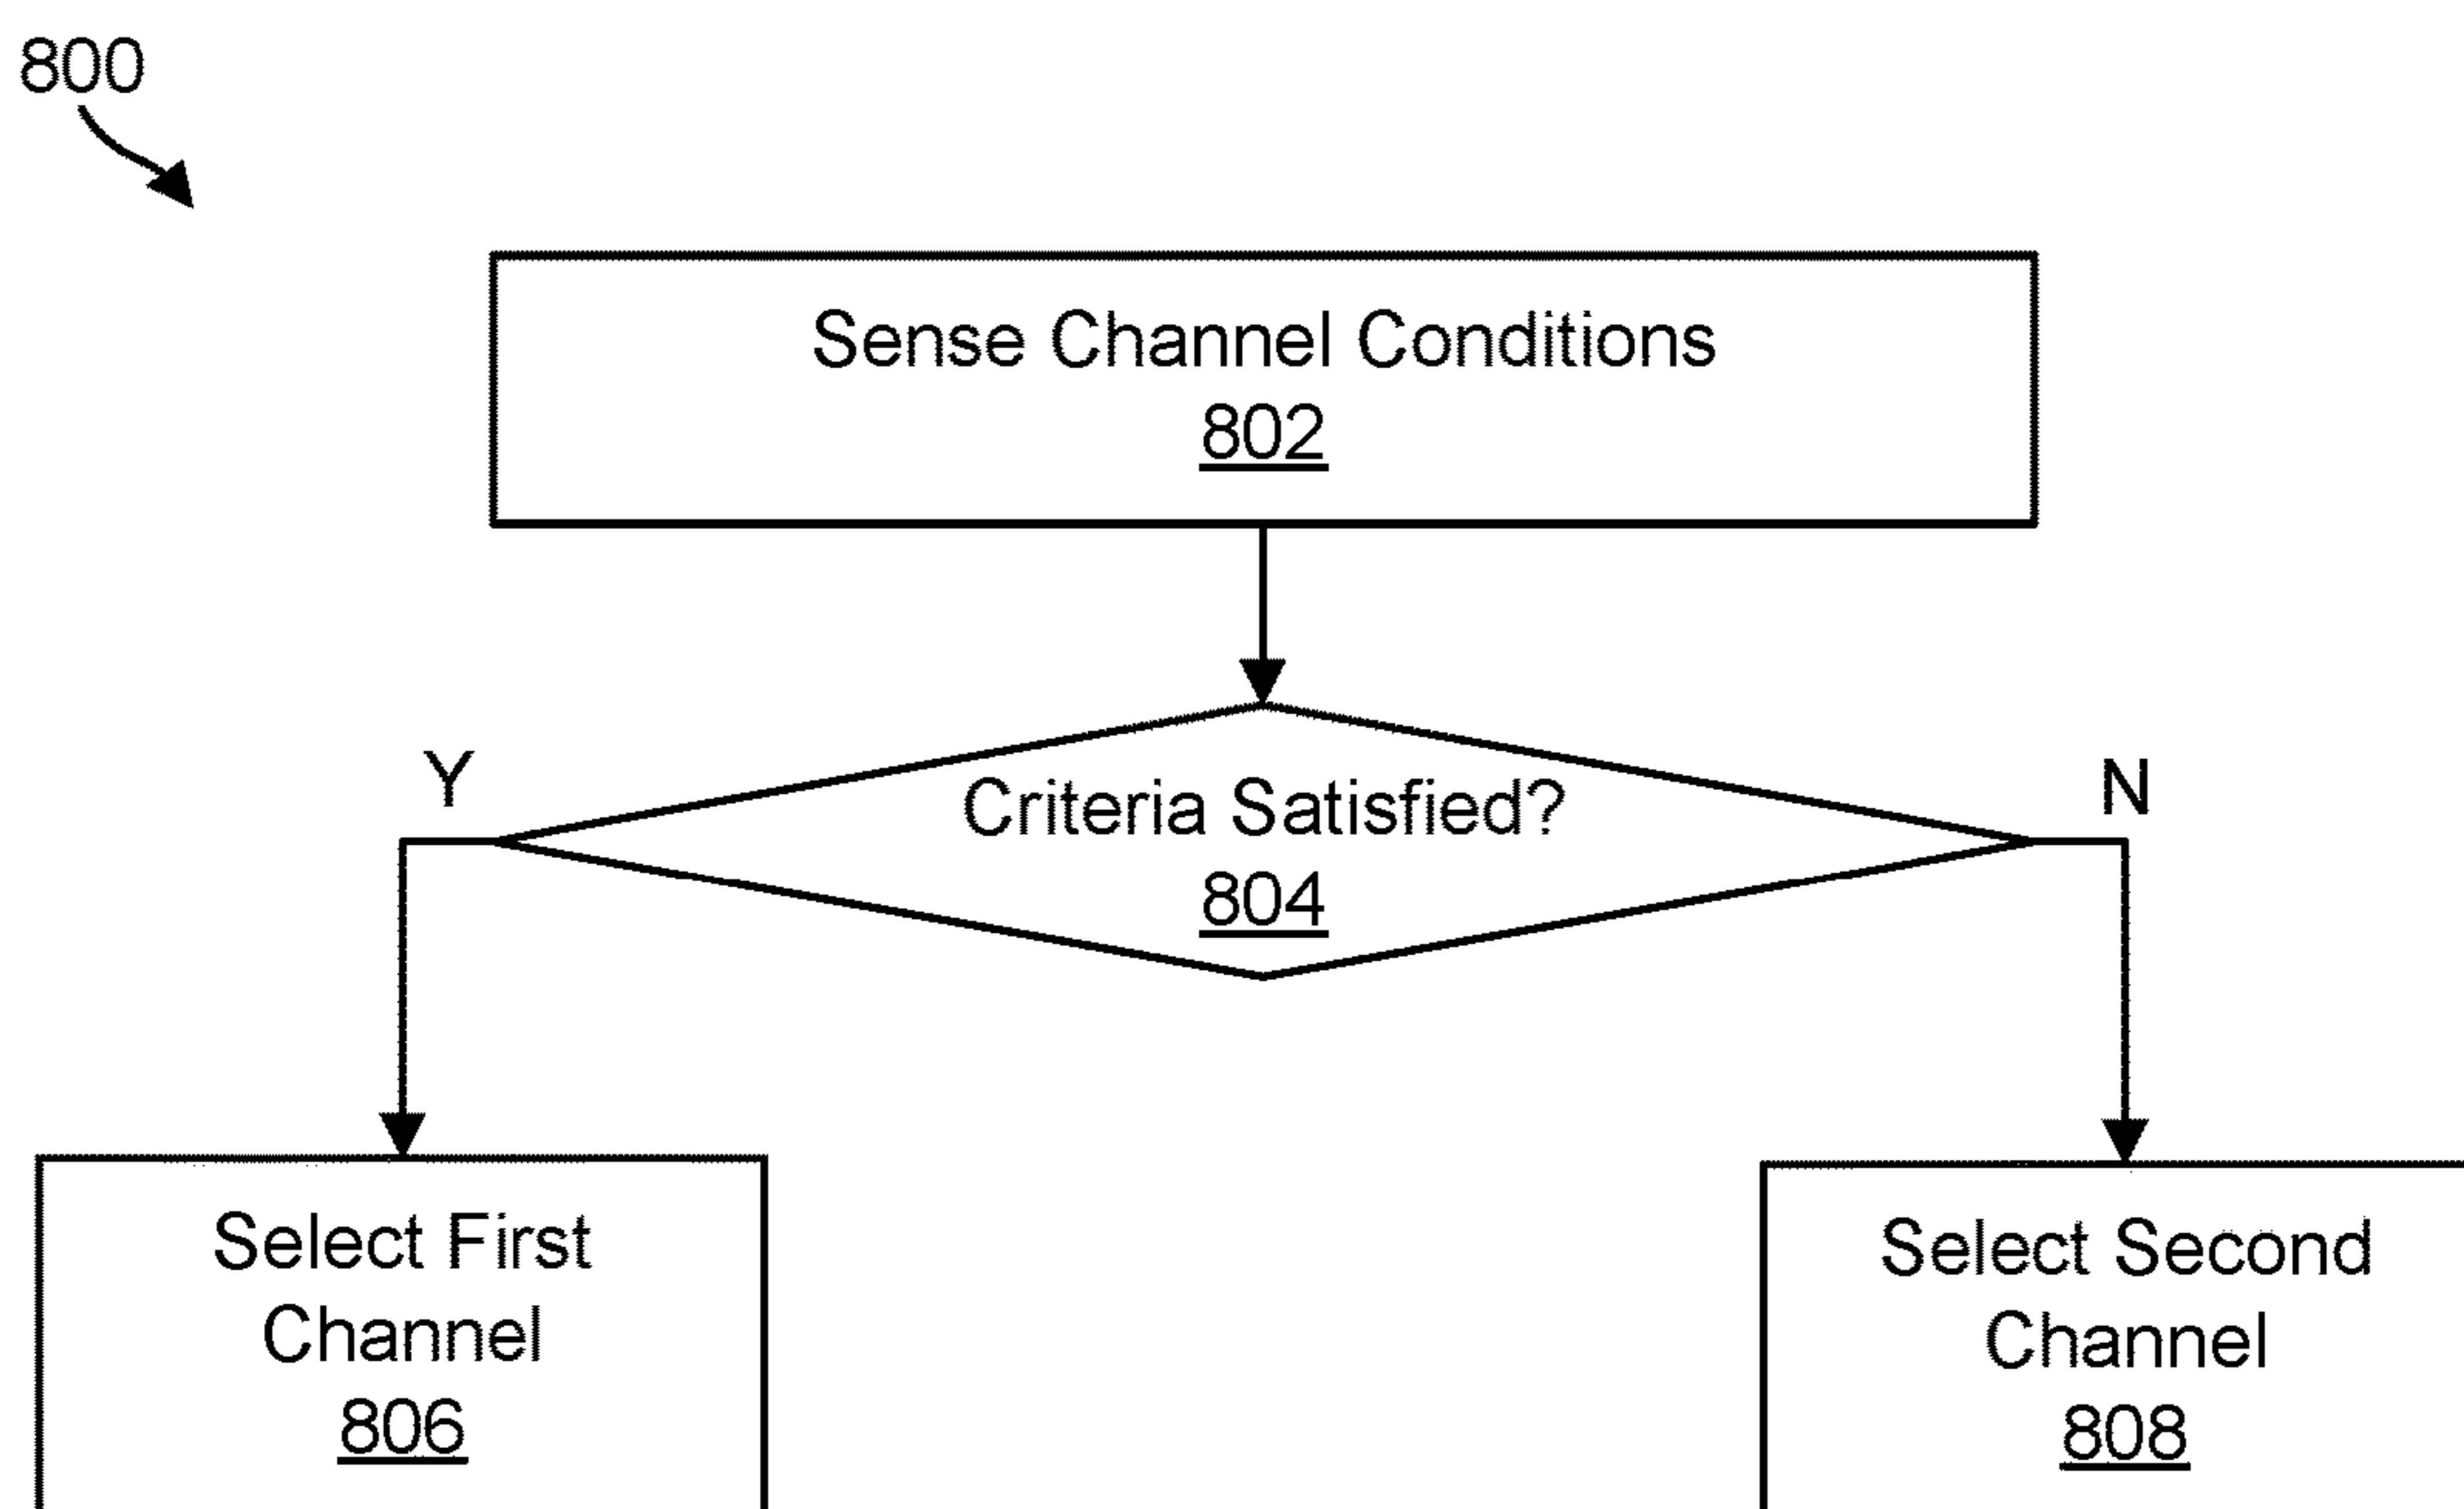 800
Sense Channel Conditions
802
Y
N
Criteria Satisfied?
804
Select First
Channel
806
Select Second
Channel
808